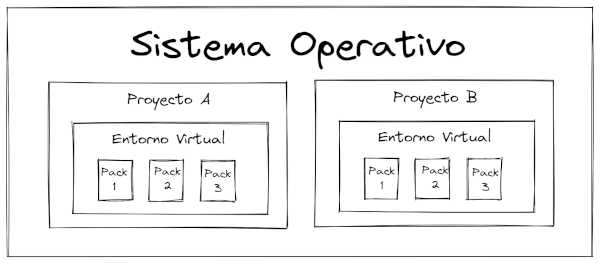 Sistema Operativo
Proyecto A
Entorno Virtual
Pack 1
Pack 2
Pack 3
Proyecto B
Entorno Virtual
Pack 1
Pack 2
Pack 3